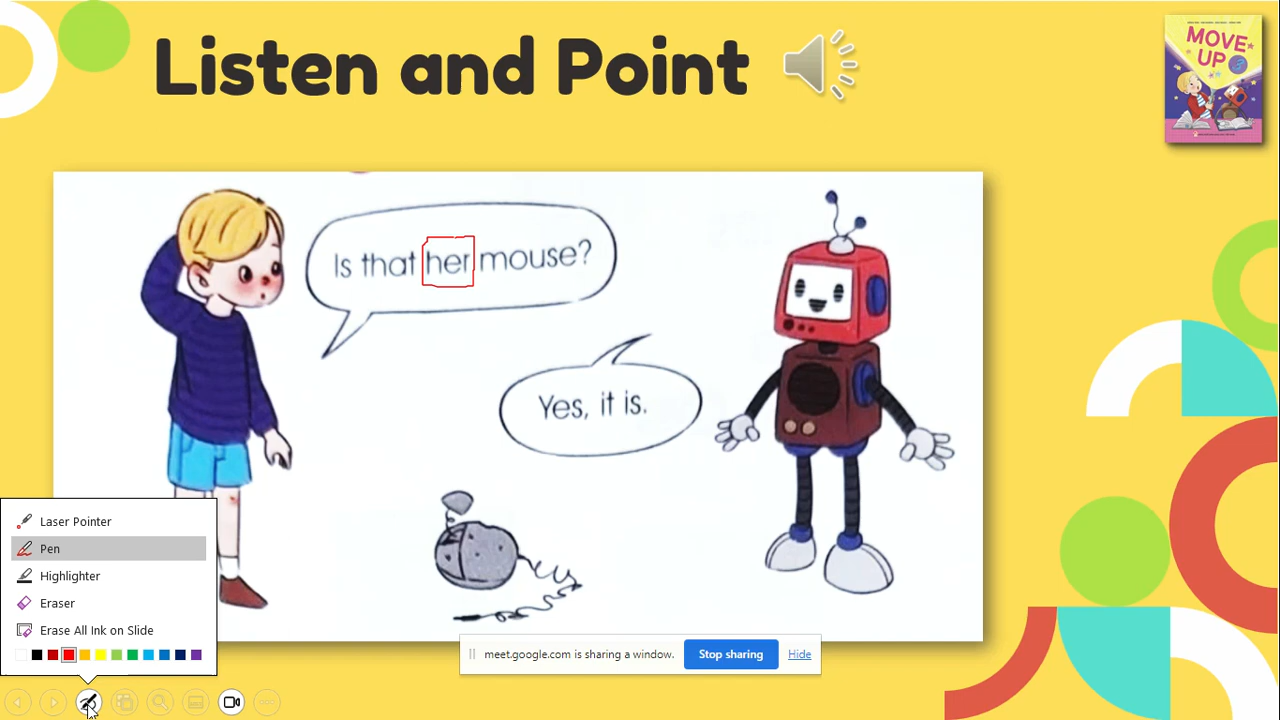 Listen and Point
MOVE
UP
Is that her mouse?
Yes, it is.
Laser Pointer
Pen
Highlighter
Eraser
Erase All Ink on Slide
meet.google.com is sharing a window.
Stop sharing
Hide